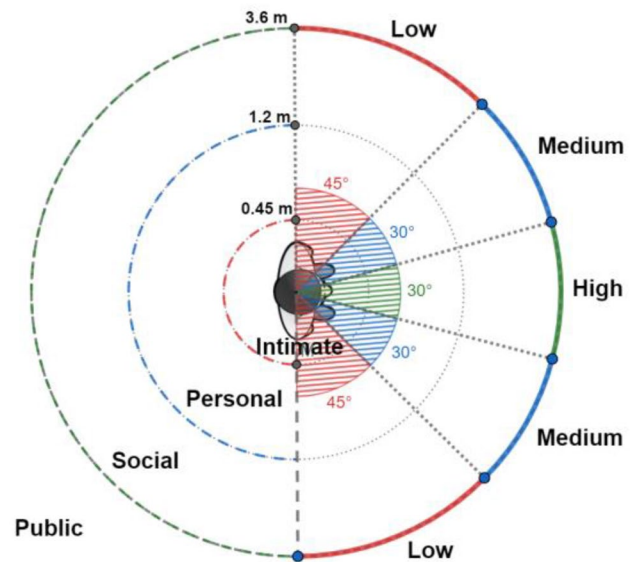 3.6 m
Low
1.2 m
Medium
45°
0.45 m
30°
30°
High
30°
Intimate
Personal
45°
Social
Medium
Public
Low